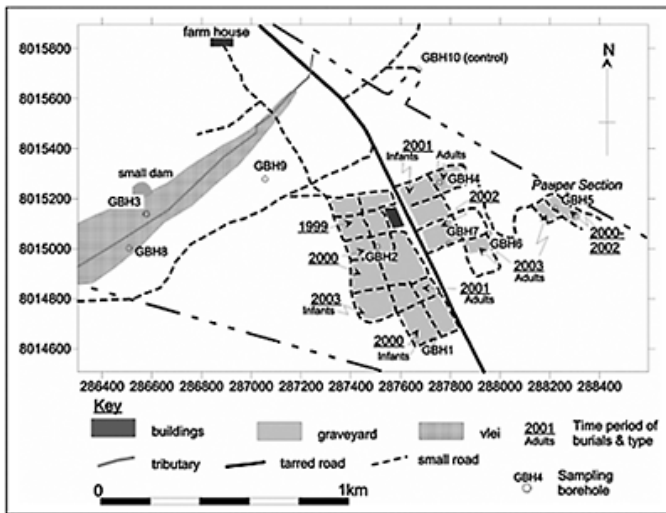 farm house
8015800
GBH10 (control)
N
8015600
small dam
GBH9
2001
Infants
Adults
GBH4
Pauper Section
GBH3
8015200
GBH5
1999
2002
GBH7
GBH6
8015000
GBH8
GBH2
2000-
2002
2000
2003
Adults
8014800
2003
Infants
2001
Adults
2000
Infants
GBH1
8014600
286400 286600 286800 287000 287200 287400 287600 287800 288000 288200 288400
Key
buildings
graveyard
vlei
2001
Adults
Time period
of burials & type
tributary
tarred road
small road
GBH4
Sampling
borehole
0
1km